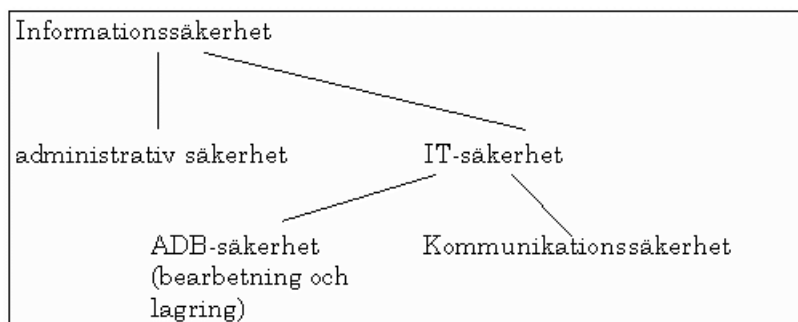 Informationssäkerhet
administrativ säkerhet
IT-säkerhet
ADB-säkerhet
(bearbetning och
lagring)
Kommunikationssäkerhet